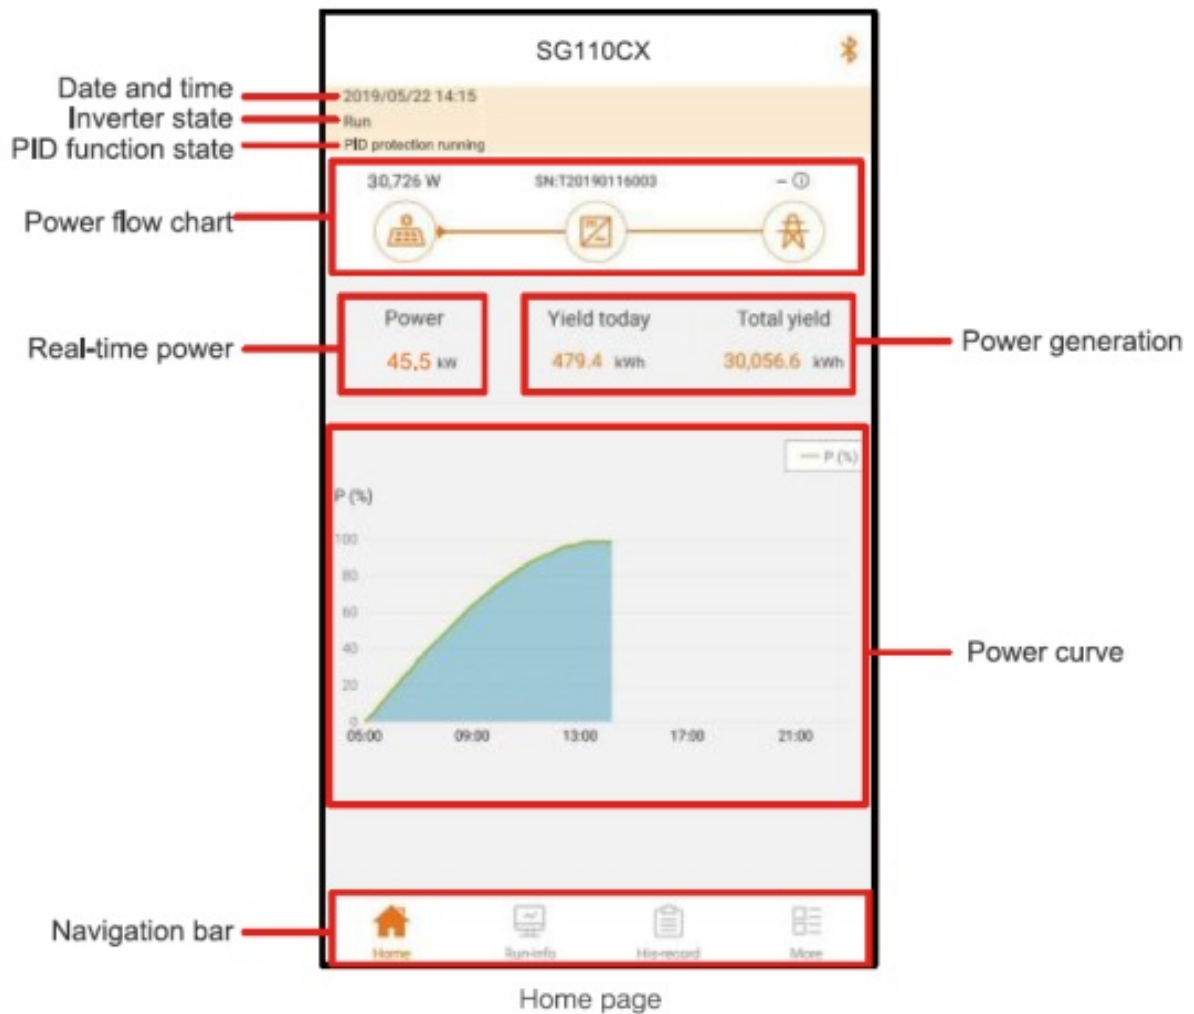 SG110CX
Date and time
2019/05/22 14:15
Inverter state
Run
PID function state
PID protection running
30,726 W
SN:T20190116003
--
Power flow chart
Power
Yield today
Total yield
Real-time power
45.5 kW
479.4 kWh
30,056.6 kWh
Power generation
P (%)
P (%)
100
80
60
40
20
0
05:00
09:00
13:00
17:00
21:00
Power curve
Navigation bar
Home
Run-info
His-record
More
Home page